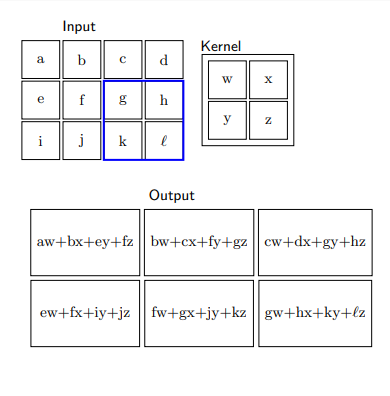 Input
Kernel
a b c d
e f g h
i j k ℓ
w x
y z
Output
aw+bx+ey+fz bw+cx+fy+gz cw+dx+gy+hz
ew+fx+iy+jz fw+gx+jy+kz gw+hx+ky+ℓz